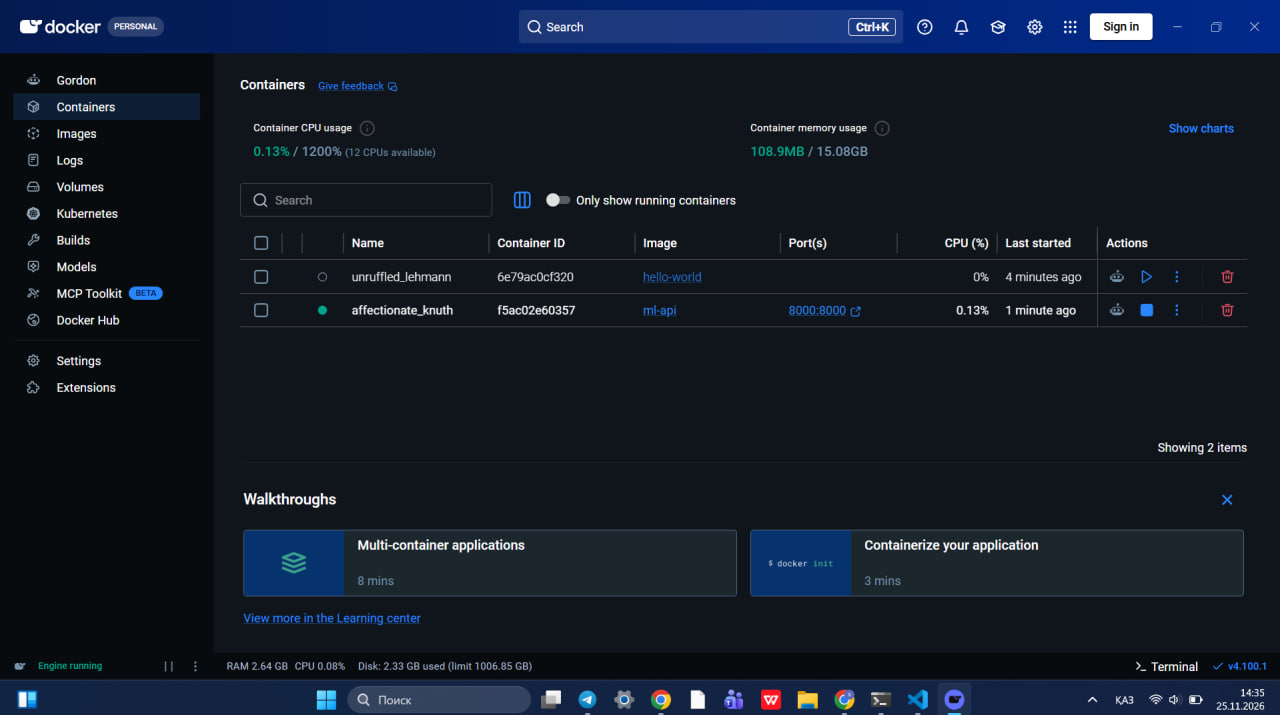 docker PERSONAL Search Ctrl+K Sign in
Gordon
Containers
Images
Logs
Volumes
Kubernetes
Builds
Models
MCP Toolkit BETA
Docker Hub
Settings
Extensions
Containers Give feedback
Container CPU usage
0.13% / 1200% (12 CPUs available)
Container memory usage
108.9MB / 15.08GB
Show charts
Search
Only show running containers
Name Container ID Image Port(s) CPU (%) Last started Actions
unruffled_lehmann 6e79ac0cf320 hello-world 0% 4 minutes ago
affectionate_knuth f5ac02e60357 ml-api 8000:8000 0.13% 1 minute ago
Showing 2 items
Walkthroughs
Multi-container applications
8 mins
$ docker init
Containerize your application
3 mins
View more in the Learning center
Engine running RAM 2.64 GB CPU 0.08% Disk: 2.33 GB used (limit 1006.85 GB) Terminal v4.100.1
Поиск
ҚАЗ
14:35
25.11.2026